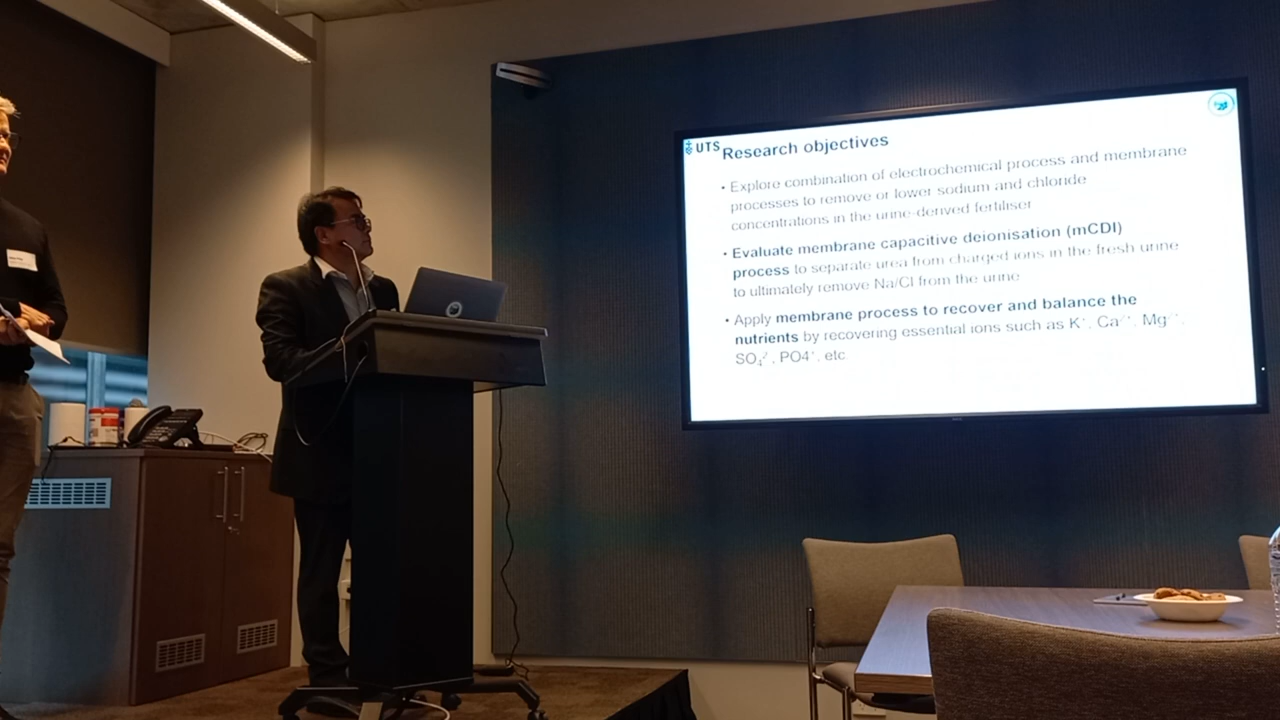 UTS
Research objectives
• Explore combination of electrochemical process and membrane
processes to remove or lower sodium and chloride
concentrations in the urine-derived fertiliser
• Evaluate membrane capacitive deionisation (mCDI)
process to separate urea from charged ions in the fresh urine
to ultimately remove Na/Cl from the urine
• Apply membrane process to recover and balance the
nutrients by recovering essential ions such as K⁺, Ca²⁺, Mg²⁺,
SO₄²⁻, PO4⁺, etc.